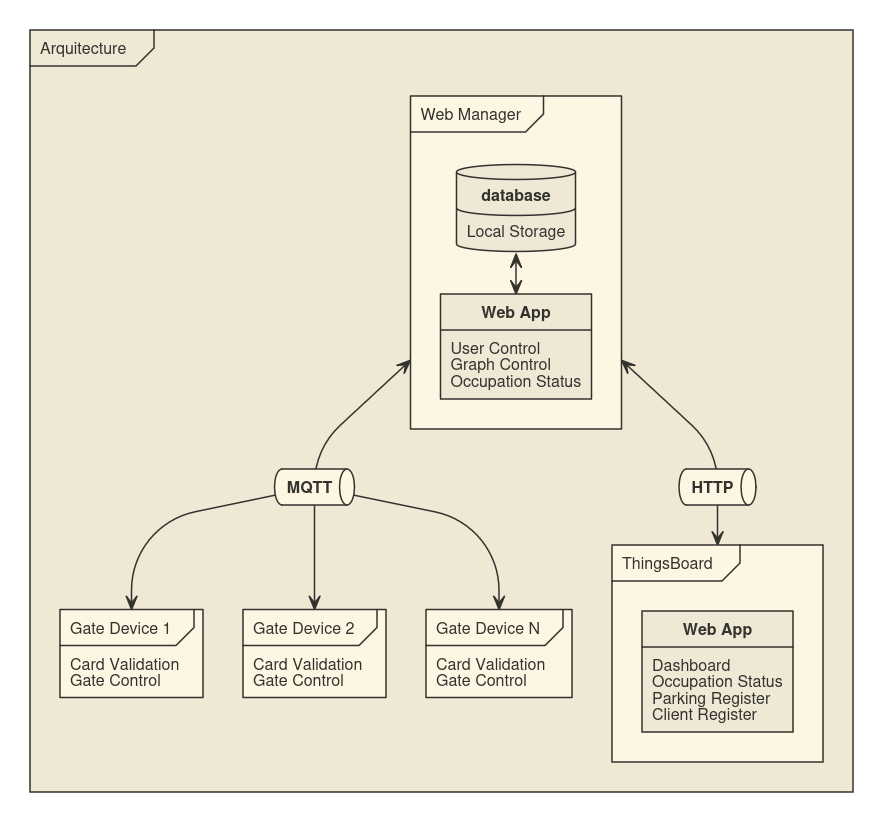 Arquitecture
Web Manager
database
Local Storage
Web App
User Control
Graph Control
Occupation Status
MQTT
HTTP
ThingsBoard
Web App
Dashboard
Occupation Status
Parking Register
Client Register
Gate Device 1
Card Validation
Gate Control
Gate Device 2
Card Validation
Gate Control
Gate Device N
Card Validation
Gate Control